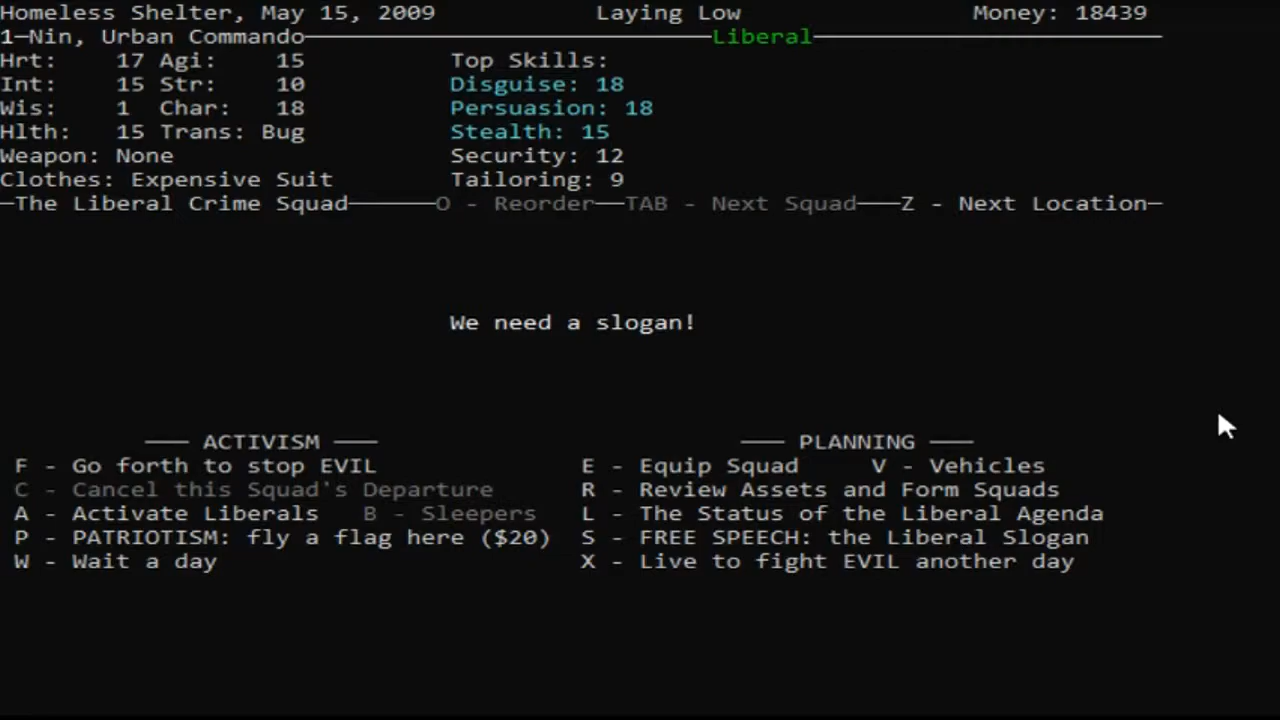 Homeless Shelter, May 15, 2009 Laying Low Money: 18439
1—Nin, Urban Commando Liberal
Hrt: 17 Agi: 15 Top Skills:
Int: 15 Str: 10 Disguise: 18
Wis: 1 Char: 18 Persuasion: 18
Hlth: 15 Trans: Bug Stealth: 15
Weapon: None Security: 12
Clothes: Expensive Suit Tailoring: 9
The Liberal Crime Squad O - Reorder TAB - Next Squad Z - Next Location
We need a slogan!
ACTIVISM PLANNING
F - Go forth to stop EVIL E - Equip Squad V - Vehicles
C - Cancel this Squad's Departure R - Review Assets and Form Squads
A - Activate Liberals B - Sleepers L - The Status of the Liberal Agenda
P - PATRIOTISM: fly a flag here ($20) S - FREE SPEECH: the Liberal Slogan
W - Wait a day X - Live to fight EVIL another day